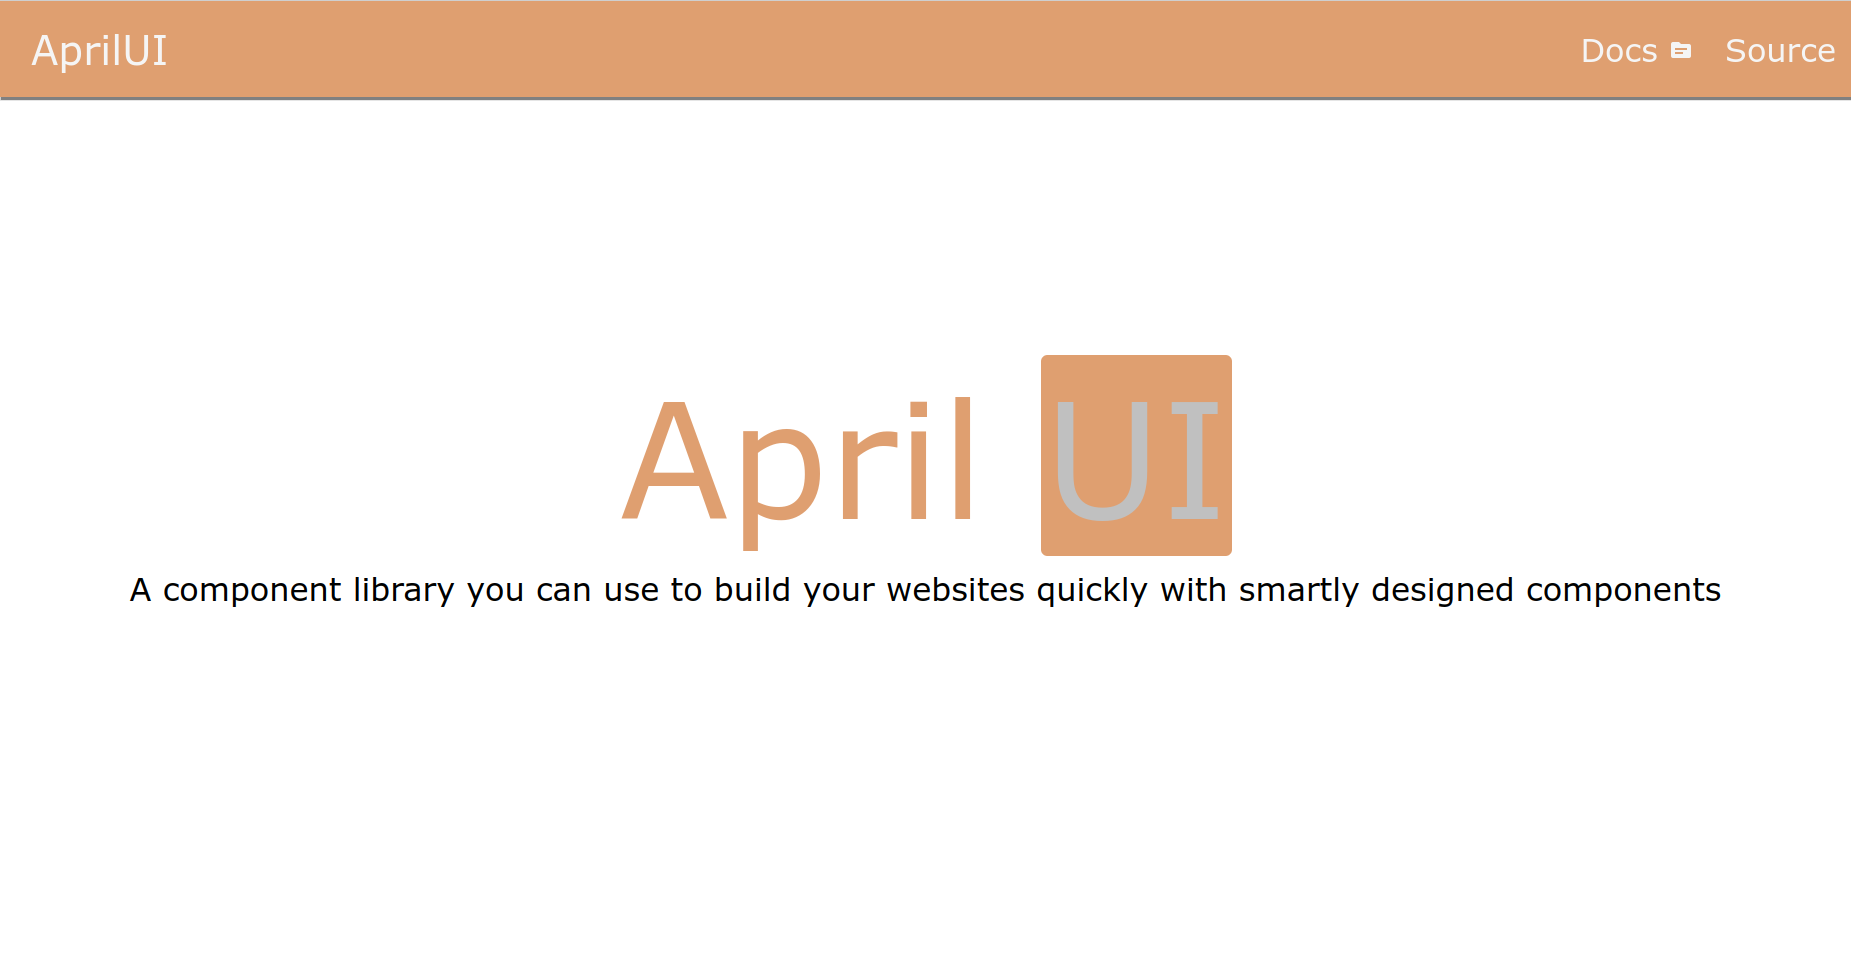 AprilUI
Docs Source
April UI
A component library you can use to build your websites quickly with smartly designed components